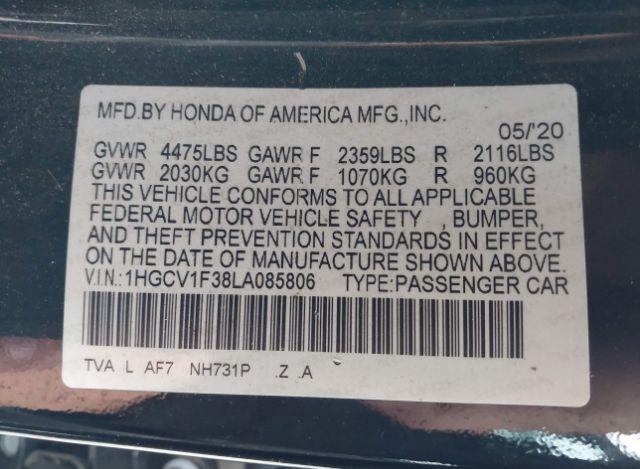 MFD.BY HONDA OF AMERICA MFG.,INC.
05/'20
GVWR 4475LBS GAWR F 2359LBS R 2116LBS
GVWR 2030KG GAWR F 1070KG R 960KG
THIS VEHICLE CONFORMS TO ALL APPLICABLE
FEDERAL MOTOR VEHICLE SAFETY , BUMPER,
AND THEFT PREVENTION STANDARDS IN EFFECT
ON THE DATE OF MANUFACTURE SHOWN ABOVE.
V.I.N.:1HGCV1F38LA085806 TYPE:PASSENGER CAR
TVA L AF7 NH731P .Z .A